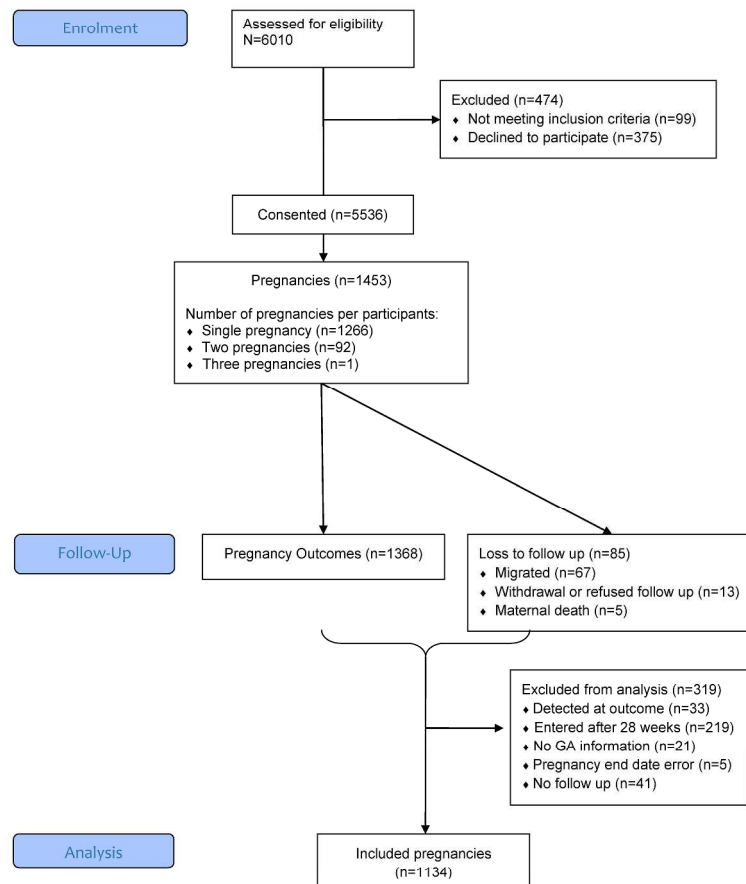 Enrolment
Assessed for eligibility
N=6010
Excluded (n=474)
♦ Not meeting inclusion criteria (n=99)
♦ Declined to participate (n=375)
Consented (n=5536)
Pregnancies (n=1453)
Number of pregnancies per participants:
♦ Single pregnancy (n=1266)
♦ Two pregnancies (n=92)
♦ Three pregnancies (n=1)
Follow-Up
Pregnancy Outcomes (n=1368)
Loss to follow up (n=85)
♦ Migrated (n=67)
♦ Withdrawal or refused follow up (n=13)
♦ Maternal death (n=5)
Excluded from analysis (n=319)
♦ Detected at outcome (n=33)
♦ Entered after 28 weeks (n=219)
♦ No GA information (n=21)
♦ Pregnancy end date error (n=5)
♦ No follow up (n=41)
Analysis
Included pregnancies
(n=1134)